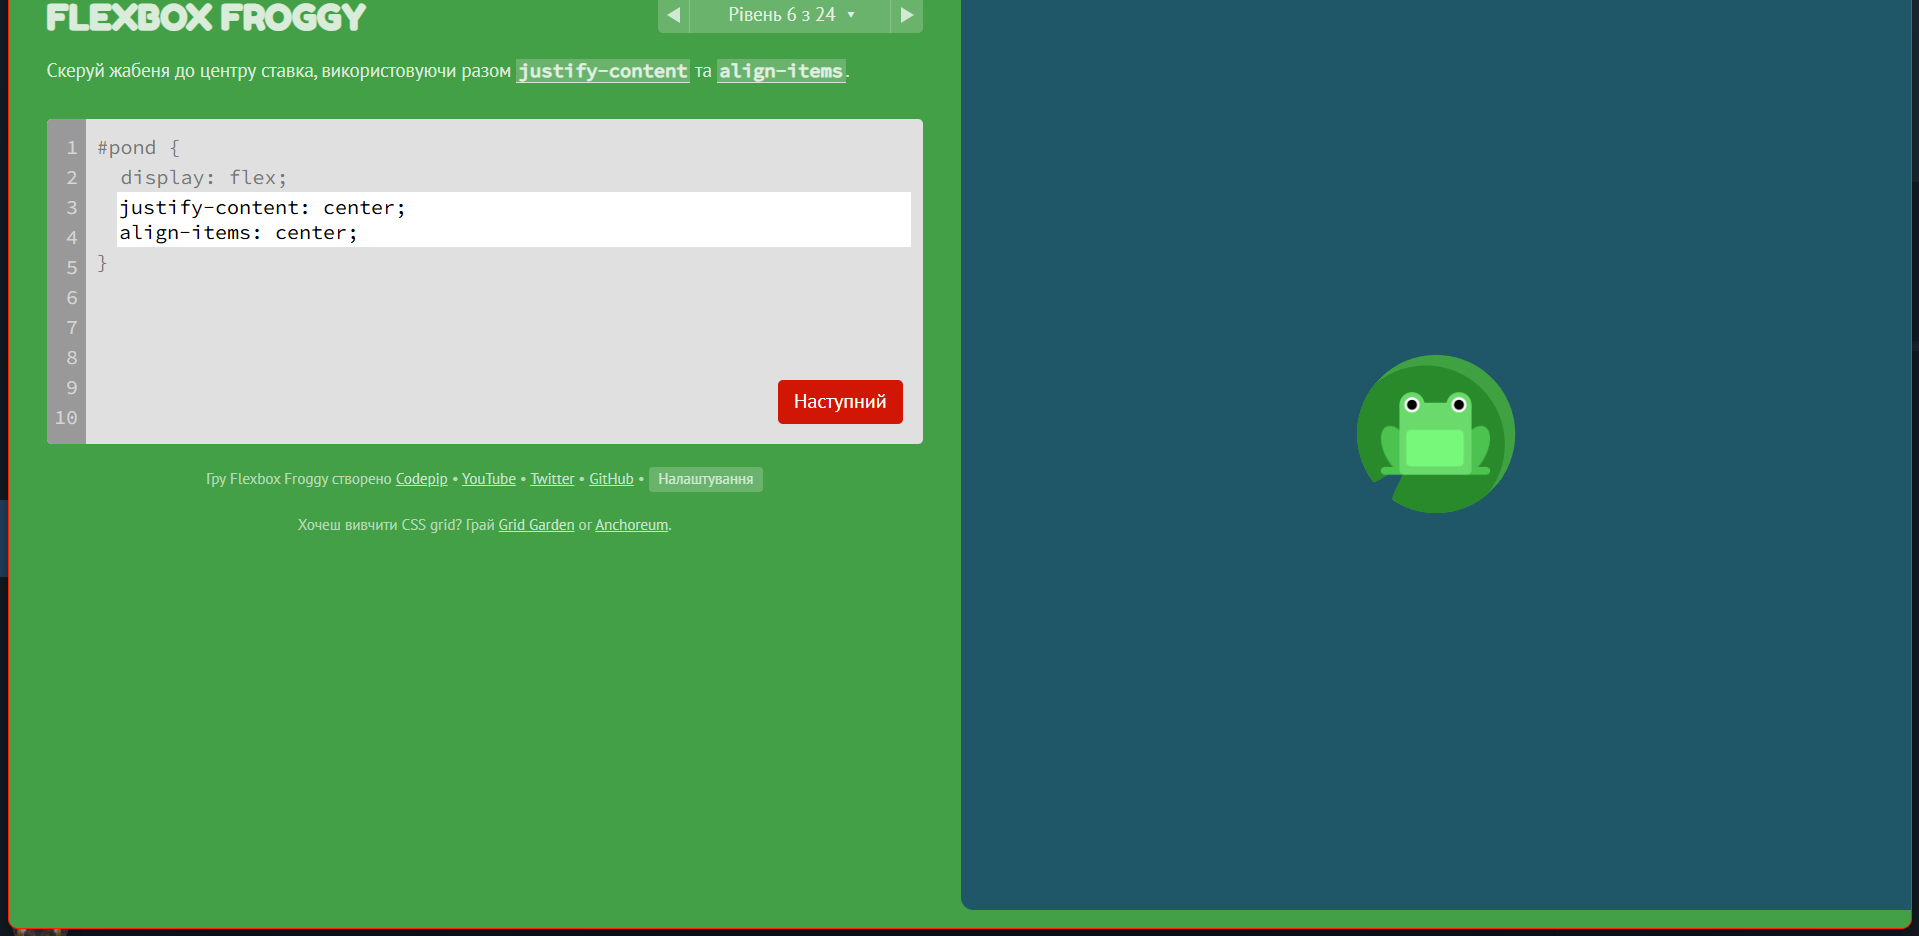 FLEXBOX FROGGY
◀ Рівень 6 з 24 ▾ ▶
Скеруй жабеня до центру ставка, використовуючи разом justify-content та align-items.
1 #pond {
2 display: flex;
3 justify-content: center;
4 align-items: center;
5 }
6
7
8
9
10
Наступний
Гру Flexbox Froggy створено Codepip • YouTube • Twitter • GitHub • Налаштування
Хочеш вивчити CSS grid? Грай Grid Garden or Anchoreum.